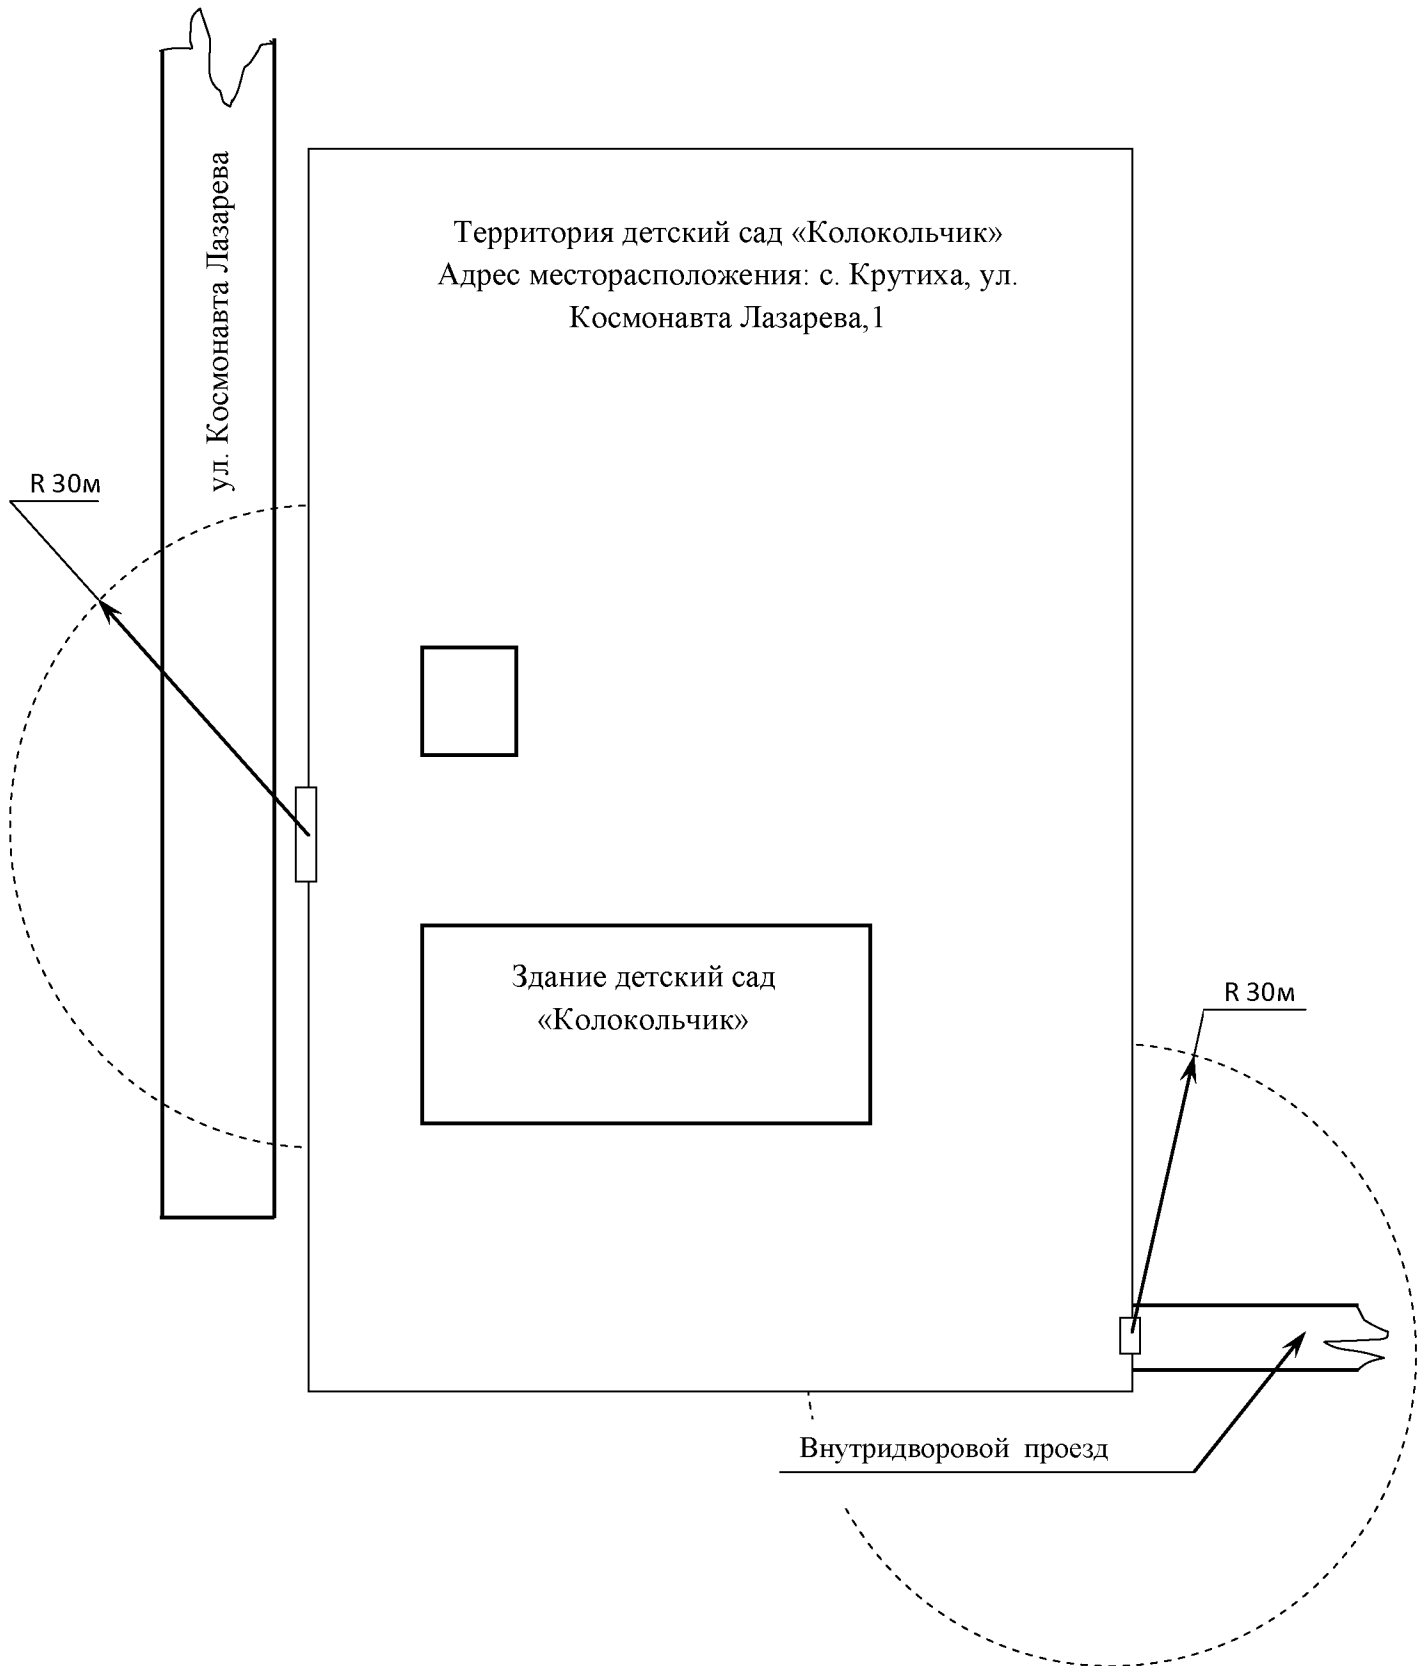 ул. Космонавта Лазарева
Территория детский сад «Колокольчик»
Адрес месторасположения: с. Крутиха, ул.
Космонавта Лазарева,1
R 30м
Здание детский сад
«Колокольчик»
R 30м
Внутридворовой проезд